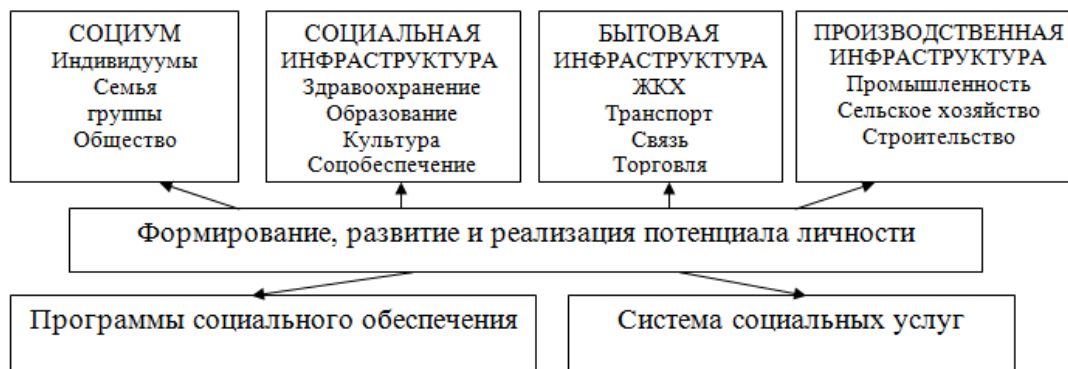 СОЦИУМ
Индивидуумы
Семья
группы
Общество
СОЦИАЛЬНАЯ
ИНФРАСТРУКТУРА
Здравоохранение
Образование
Культура
Соцобеспечение
БЫТОВАЯ
ИНФРАСТРУКТУРА
ЖКХ
Транспорт
Связь
Торговля
ПРОИЗВОДСТВЕННАЯ
ИНФРАСТРУКТУРА
Промышленность
Сельское хозяйство
Строительство
Формирование, развитие и реализация потенциала личности
Программы социального обеспечения
Система социальных услуг